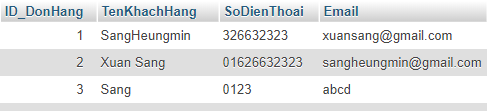 ID_DonHang TenKhachHang SoDienThoai Email
1 SangHeungmin 326632323 xuansang@gmail.com
2 Xuan Sang 01626632323 sangheungmin@gmail.com
3 Sang 0123 abcd